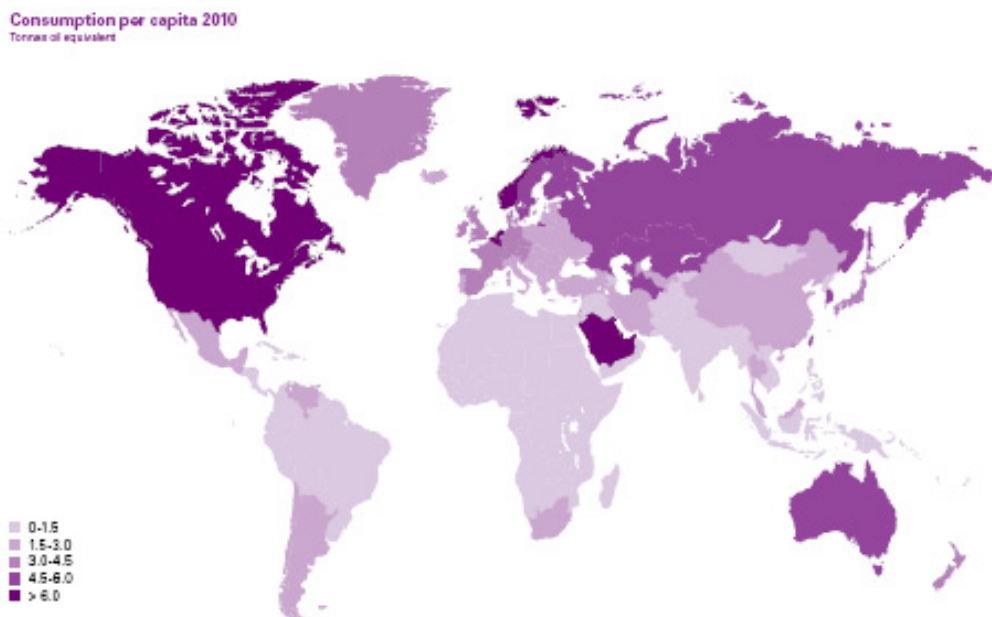 Consumption per capita 2010
Tonnes oil equivalent
0-1.5
1.5-3.0
3.0-4.5
4.5-6.0
> 6.0